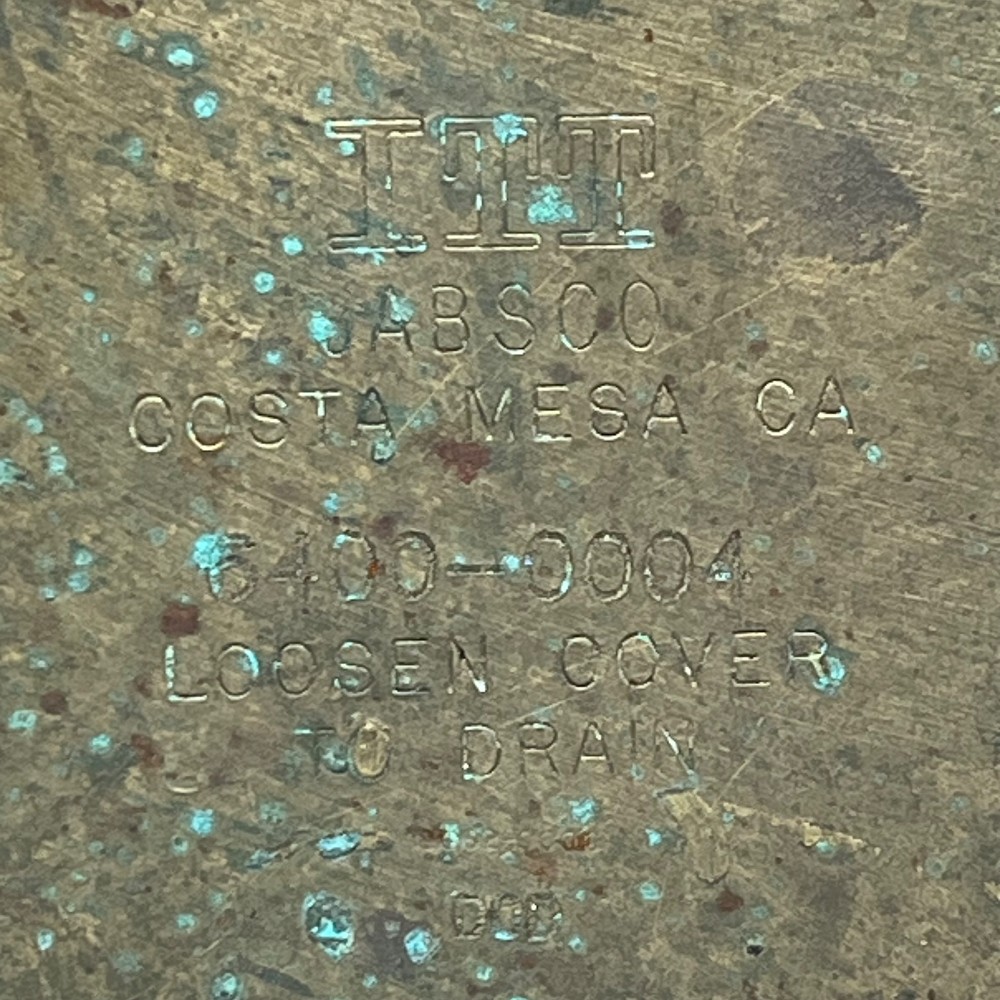 ITT
JABSCO
COSTA MESA CA
6400-0004
LOOSEN COVER
TO DRAIN